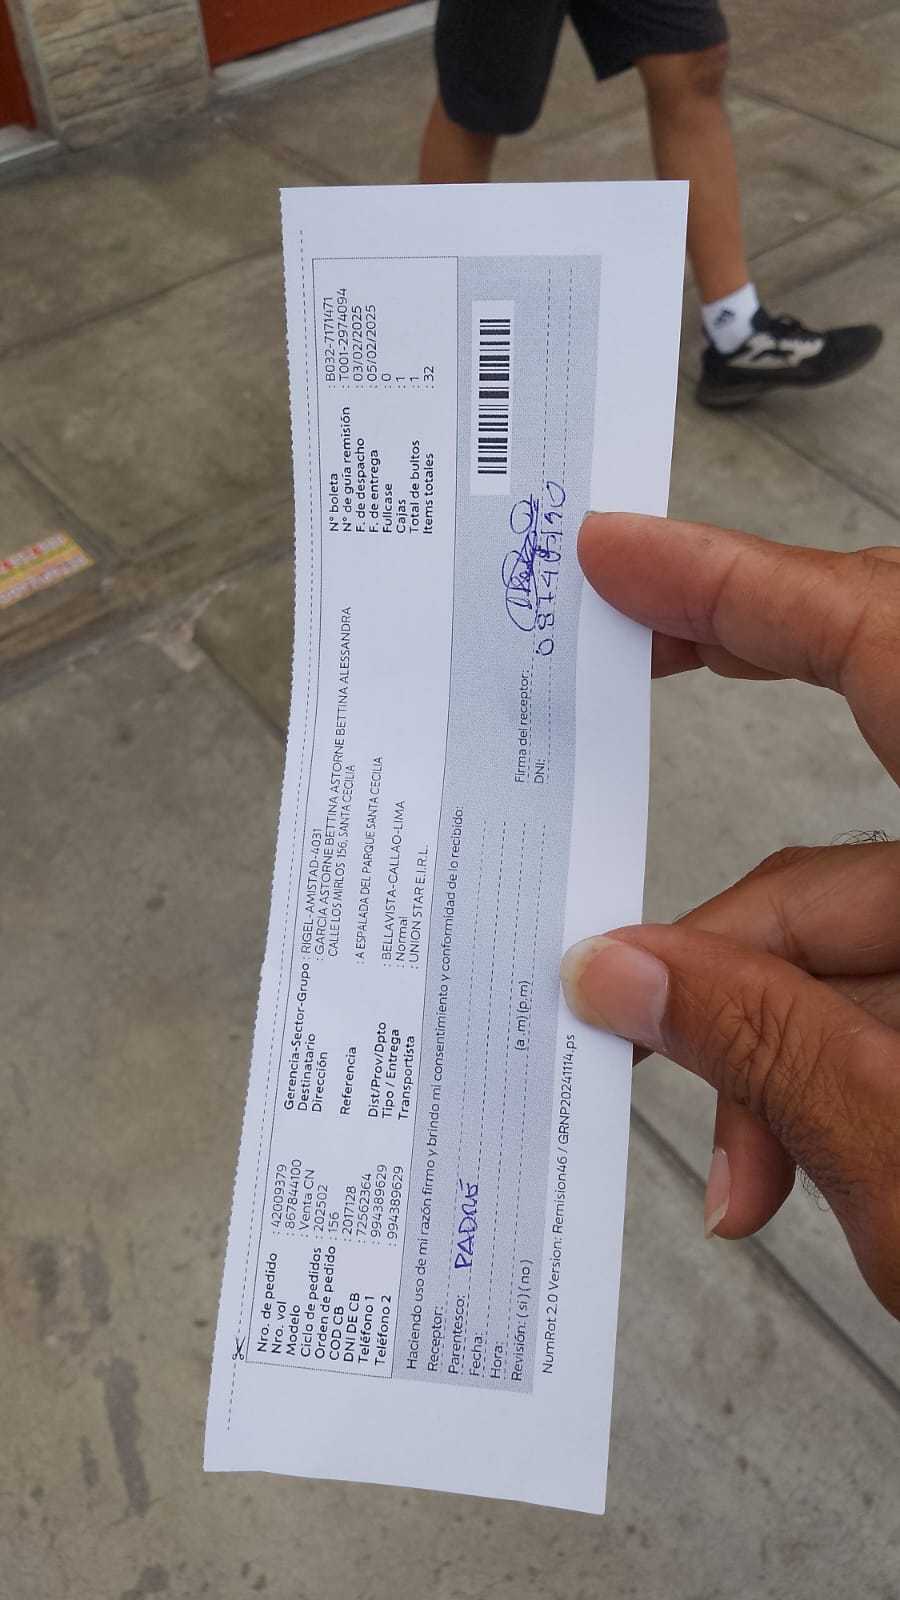 Nro. de pedido : 42009379
Nro. vol : 867844100
Modelo : Venta CN
Ciclo de pedidos : 202502
Orden de pedido : 156
COD CB : 2017128
DNI DE CB : 72562364
Teléfono 1 : 994389629
Teléfono 2 : 994389629
Gerencia-Sector-Grupo : RIGEL-AMISTAD-4031
Destinatario : GARCIA ASTORNE BETTINA ASTORNE BETTINA ALESSANDRA
Dirección CALLE LOS MIRLOS 156, SANTA CECILIA
Referencia : A ESPALADA DEL PARQUE SANTA CECILIA
Dist/Prov/Dpto : BELLAVISTA-CALLAO-LIMA
Tipo / Entrega : Normal
Transportista : UNION STAR E.I.R.L
N° boleta : B032-7171471
N° de guía remisión : T001-2974094
F. de despacho : 03/02/2025
F. de entrega : 05/02/2025
Fullcase : 0
Cajas : 1
Total de bultos : 1
Items totales : 32
Haciendo uso de mi razón firmo y brindo mi consentimiento y conformidad de lo recibido:
Receptor:
Parentesco: PADRE
Fecha:
Hora: (a .m) (p.m)
Revisión: ( si ) ( no )
Firma del receptor:
DNI:
NumRot 2.0 Version: Remision46 / GRNP20241114.ps